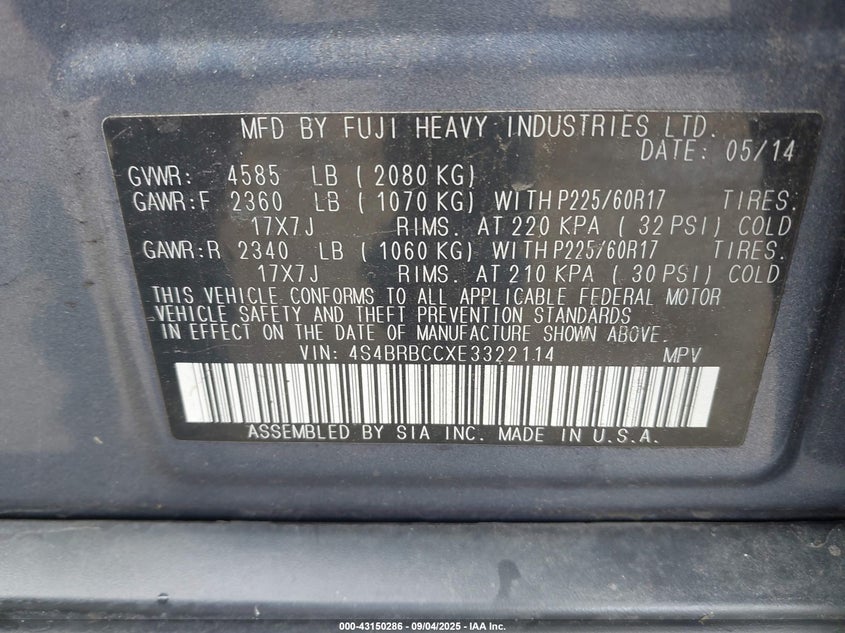 MFD BY FUJI HEAVY INDUSTRIES LTD.
DATE: 05/14
GVWR: 4585 LB ( 2080 KG)
GAWR:F 2360 LB ( 1070 KG) WITH P225/60R17 TIRES.
17X7J RIMS. AT 220 KPA ( 32 PSI) COLD
GAWR:R 2340 LB ( 1060 KG) WITH P225/60R17 TIRES.
17X7J RIMS. AT 210 KPA ( 30 PSI) COLD
THIS VEHICLE CONFORMS TO ALL APPLICABLE FEDERAL MOTOR
VEHICLE SAFETY AND THEFT PREVENTION STANDARDS
IN EFFECT ON THE DATE OF MANUFACTURE SHOWN ABOVE.
VIN: 4S4BRBCCXE3322114 MPV
ASSEMBLED BY SIA INC. MADE IN U.S.A.
000-43150286 - 09/04/2025 - IAA Inc.